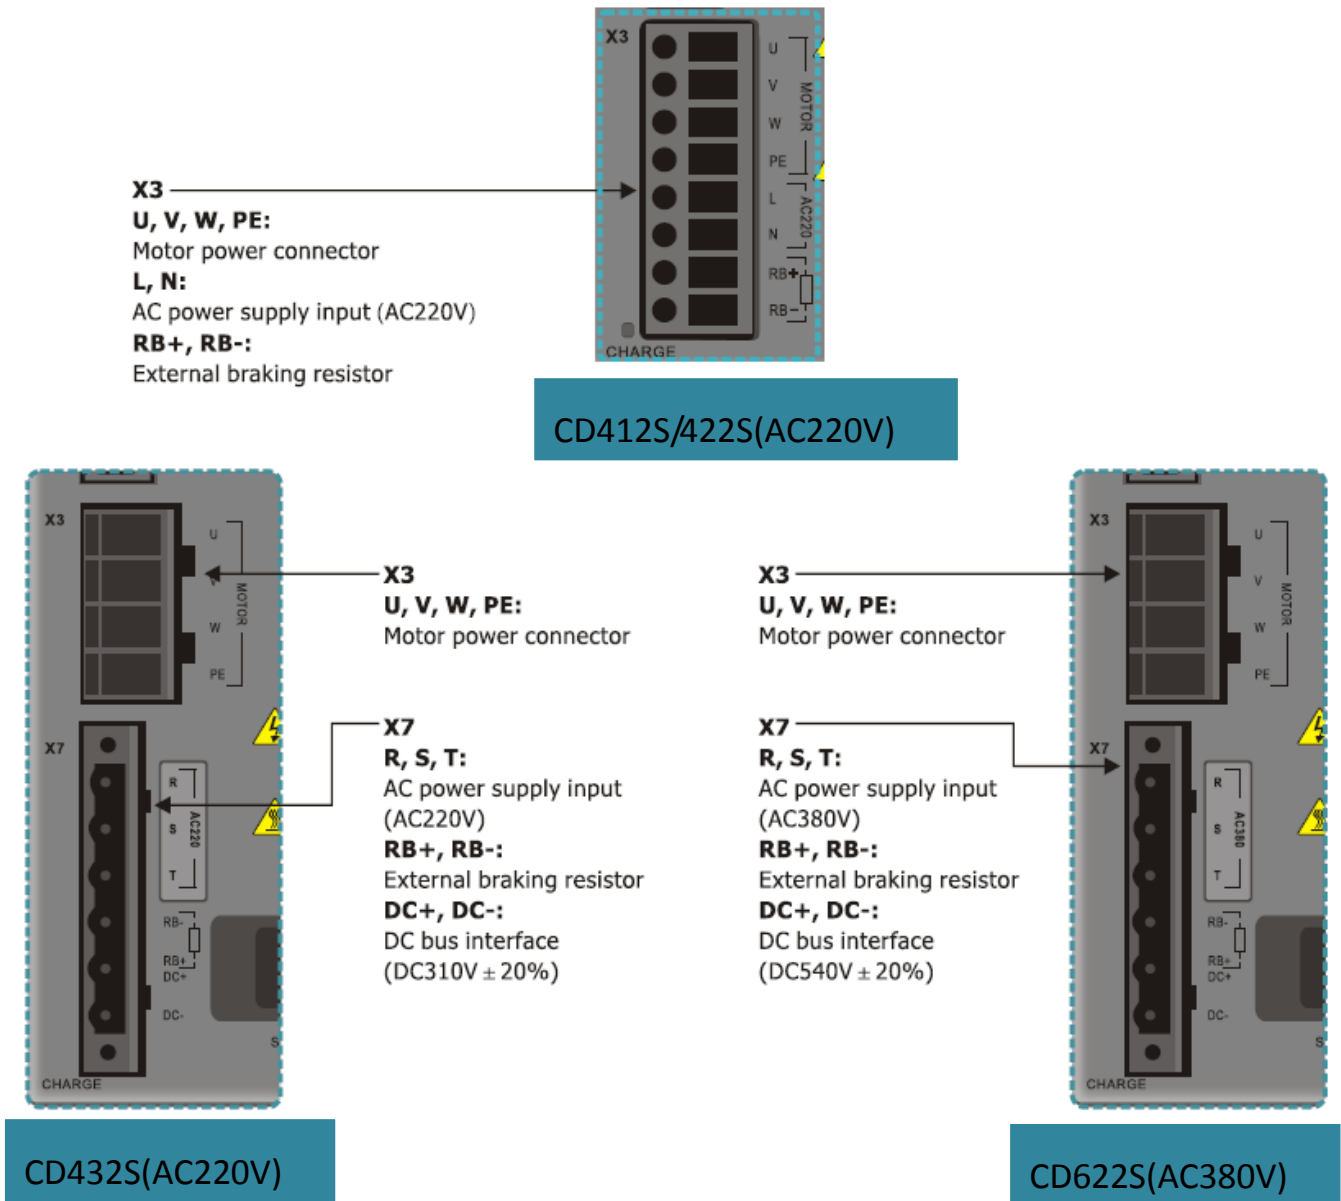 X3
U
V
W
PE
MOTOR
L
N
AC220
RB+
RB-
CHARGE
X3
U, V, W, PE:
Motor power connector
L, N:
AC power supply input (AC220V)
RB+, RB-:
External braking resistor
CD412S/422S(AC220V)
X3
U
V
W
PE
MOTOR
X7
R
S
T
AC220
RB-
RB+
DC+
DC-
S
CHARGE
X3
U, V, W, PE:
Motor power connector
X7
R, S, T:
AC power supply input
(AC220V)
RB+, RB-:
External braking resistor
DC+, DC-:
DC bus interface
(DC310V ± 20%)
CD432S(AC220V)
X3
U, V, W, PE:
Motor power connector
X7
R, S, T:
AC power supply input
(AC380V)
RB+, RB-:
External braking resistor
DC+, DC-:
DC bus interface
(DC540V ± 20%)
X3
U
V
W
PE
MOTOR
X7
R
S
T
AC380
RB-
RB+
DC+
DC-
S
CHARGE
CD622S(AC380V)